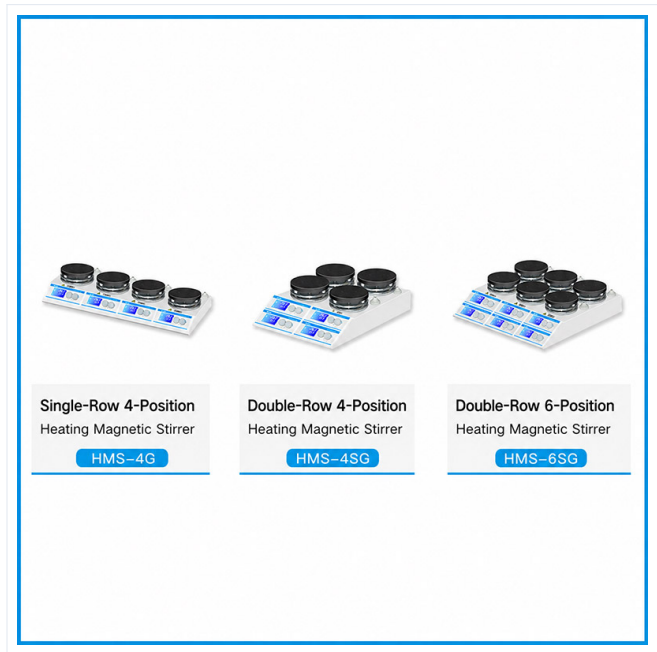 Single-Row 4-Position
Heating Magnetic Stirrer
HMS-4G
Double-Row 4-Position
Heating Magnetic Stirrer
HMS-4SG
Double-Row 6-Position
Heating Magnetic Stirrer
HMS-6SG